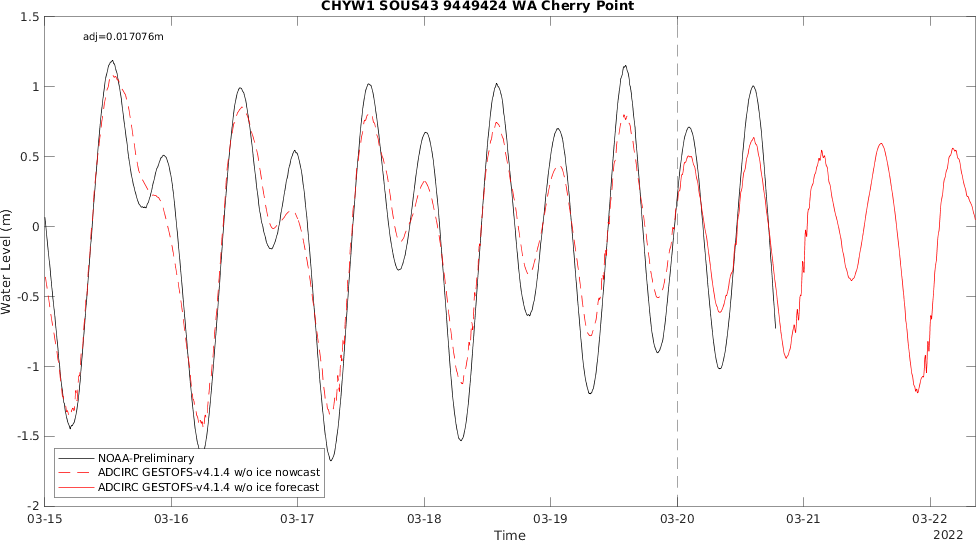 CHYW1 SOUS43 9449424 WA Cherry Point
adj=0.017076m
1.5
1
0.5
0
-0.5
-1
-1.5
-2
Water Level (m)
NOAA-Preliminary
ADCIRC GESTOFS-v4.1.4 w/o ice nowcast
ADCIRC GESTOFS-v4.1.4 w/o ice forecast
03-15 03-16 03-17 03-18 03-19 03-20 03-21 03-22
Time
2022